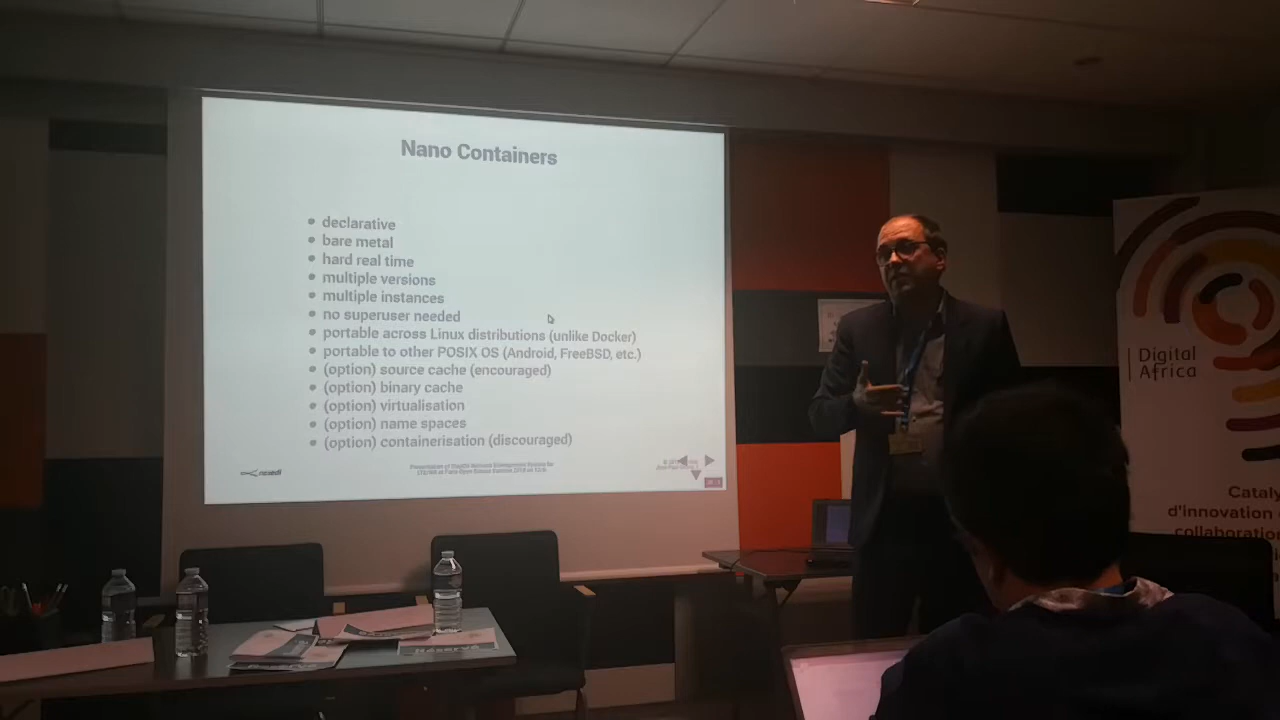 Nano Containers
declarative
bare metal
hard real time
multiple versions
multiple instances
no superuser needed
portable across Linux distributions (unlike Docker)
portable to other POSIX OS (Android, FreeBSD, etc.)
(option) source cache (encouraged)
(option) binary cache
(option) virtualisation
(option) name spaces
(option) containerisation (discouraged)
Digital
Africa
Cataly
d'innovation
collaboration